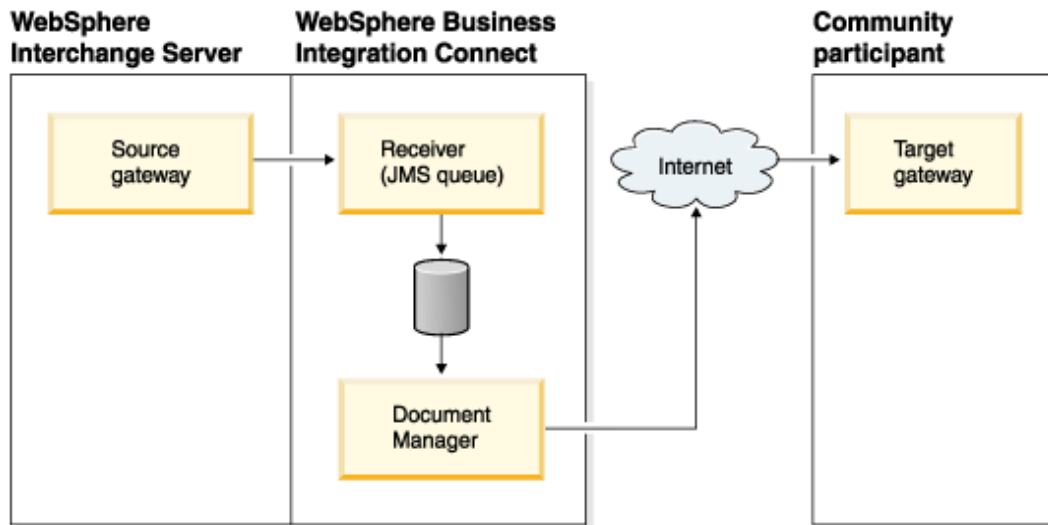 WebSphere
Interchange Server
WebSphere Business
Integration Connect
Community
participant
Source
gateway
Receiver
(JMS queue)
Internet
Target
gateway
Document
Manager